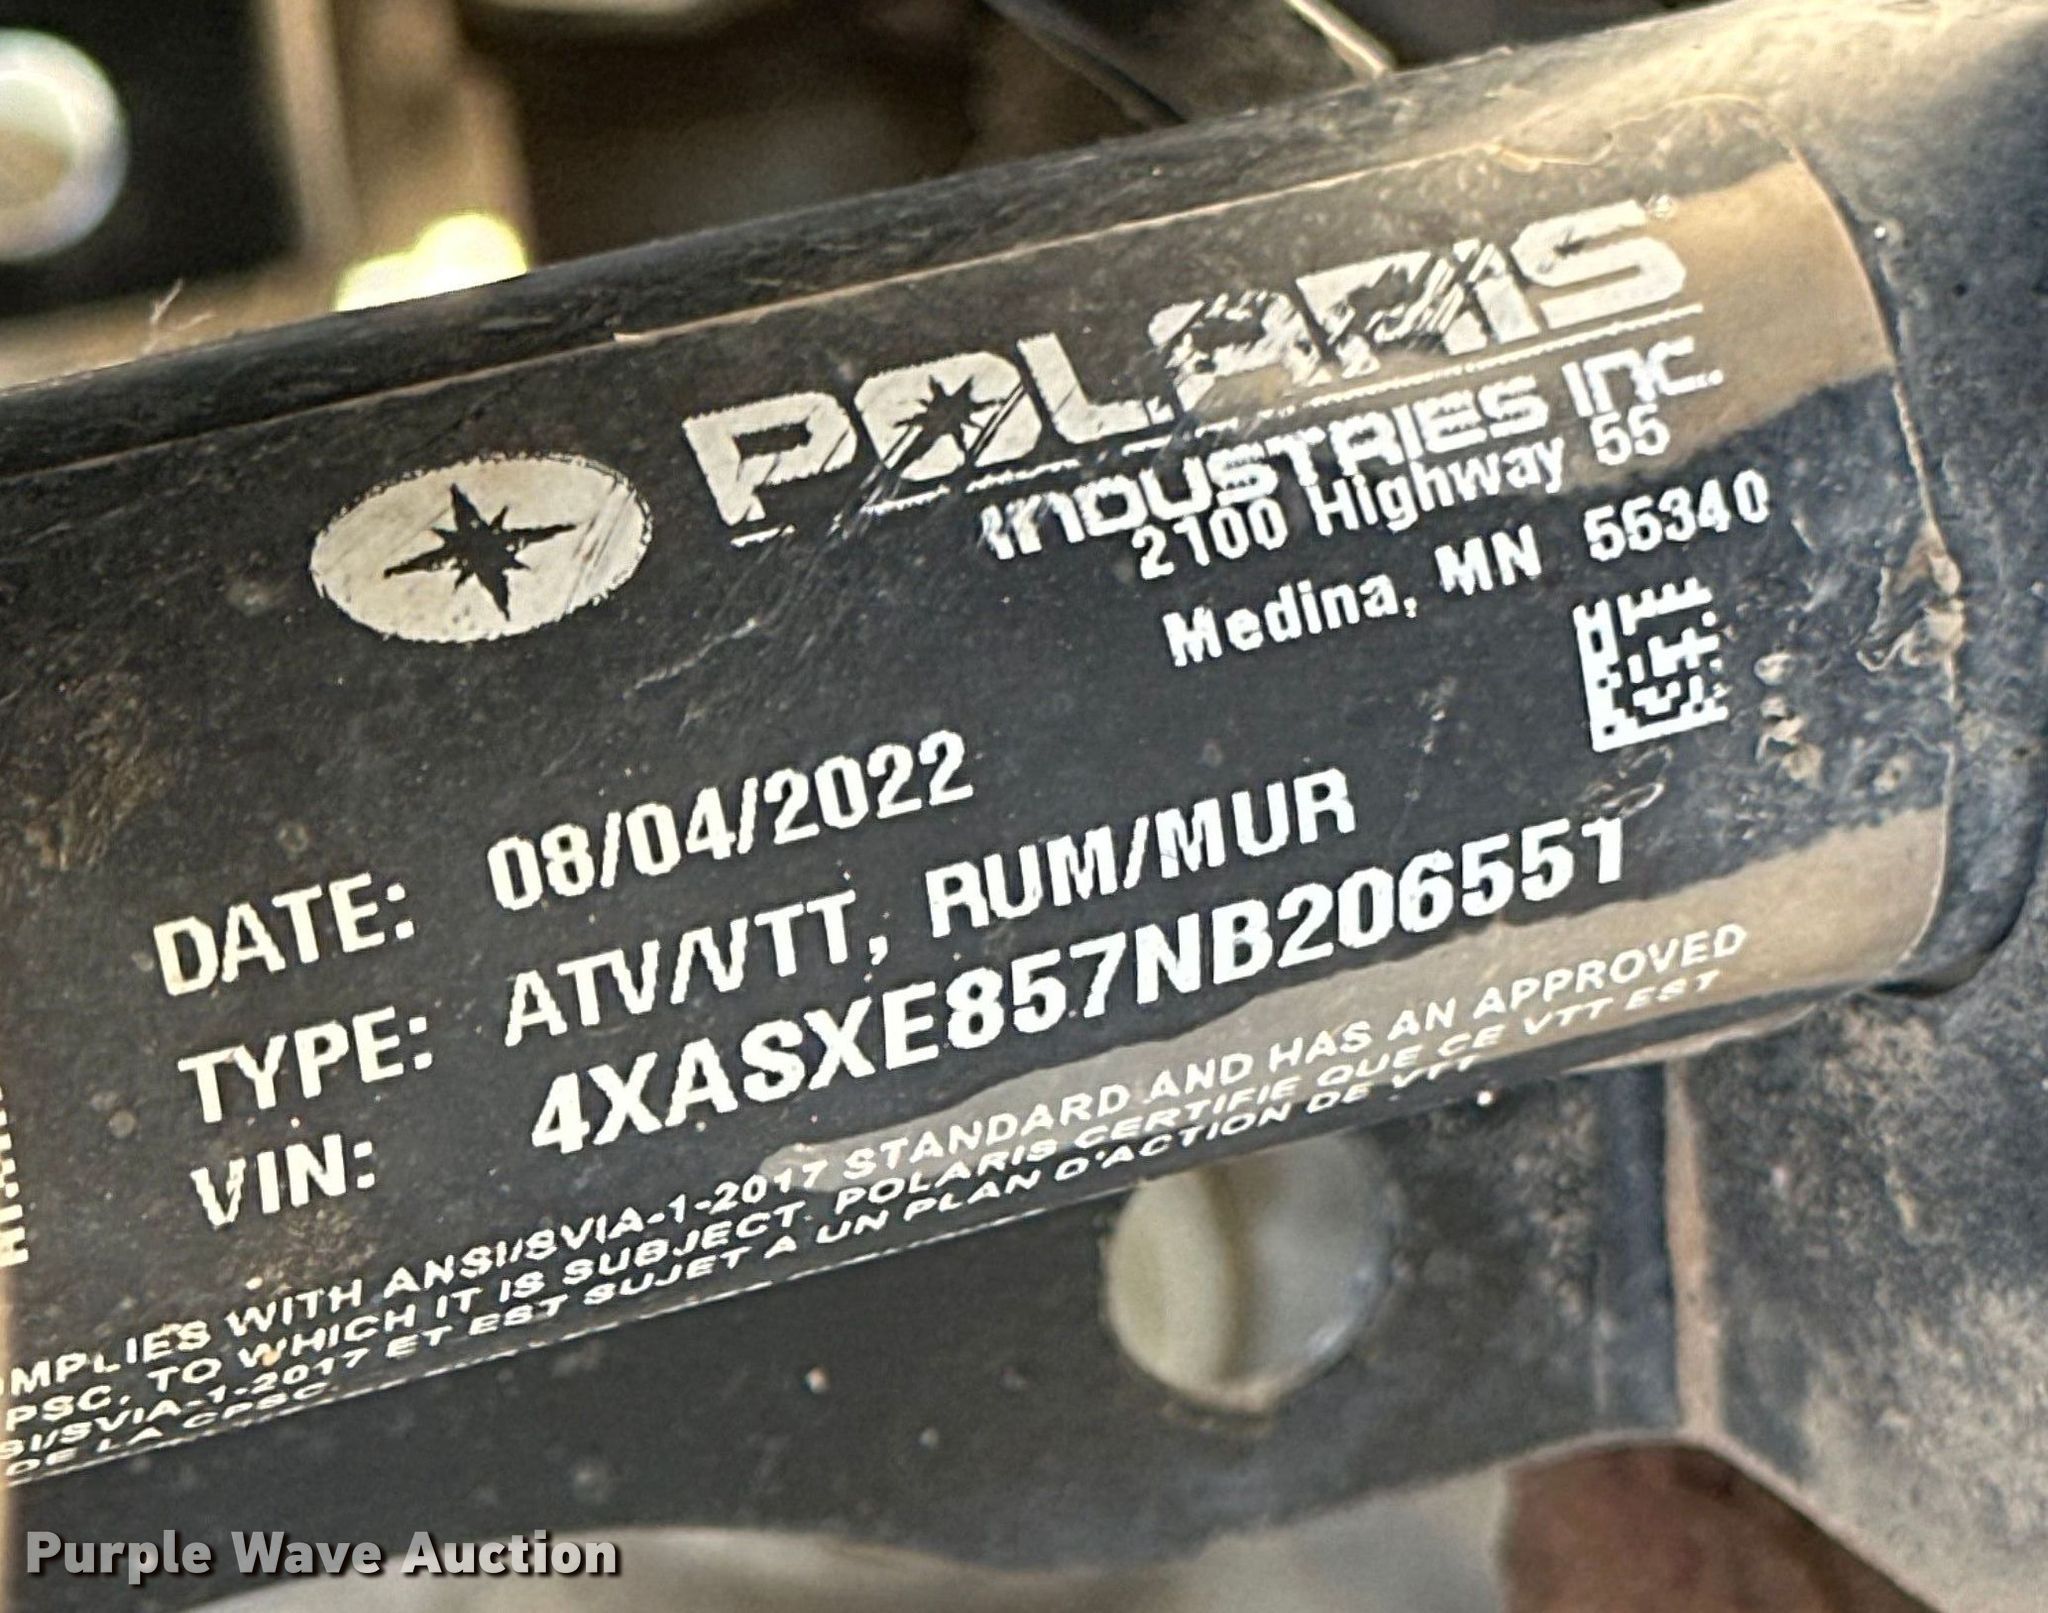 POLARIS
INDUSTRIES INC.
2100 Highway 55
Medina, MN 55340
DATE: 08/04/2022
TYPE: ATV/VTT, RUM/MUR
VIN: 4XASXE857NB206551
OMPLIES WITH ANSI/SVIA-1-2017 STANDARD AND HAS AN APPROVED
PSC, TO WHICH IT IS SUBJECT. POLARIS CERTIFIE QUE CE VTT EST
SI/SVIA-1-2017 ET EST SUJET A UN PLAN D'ACTION DE VTT
DE LA CPSC.
Purple Wave Auction